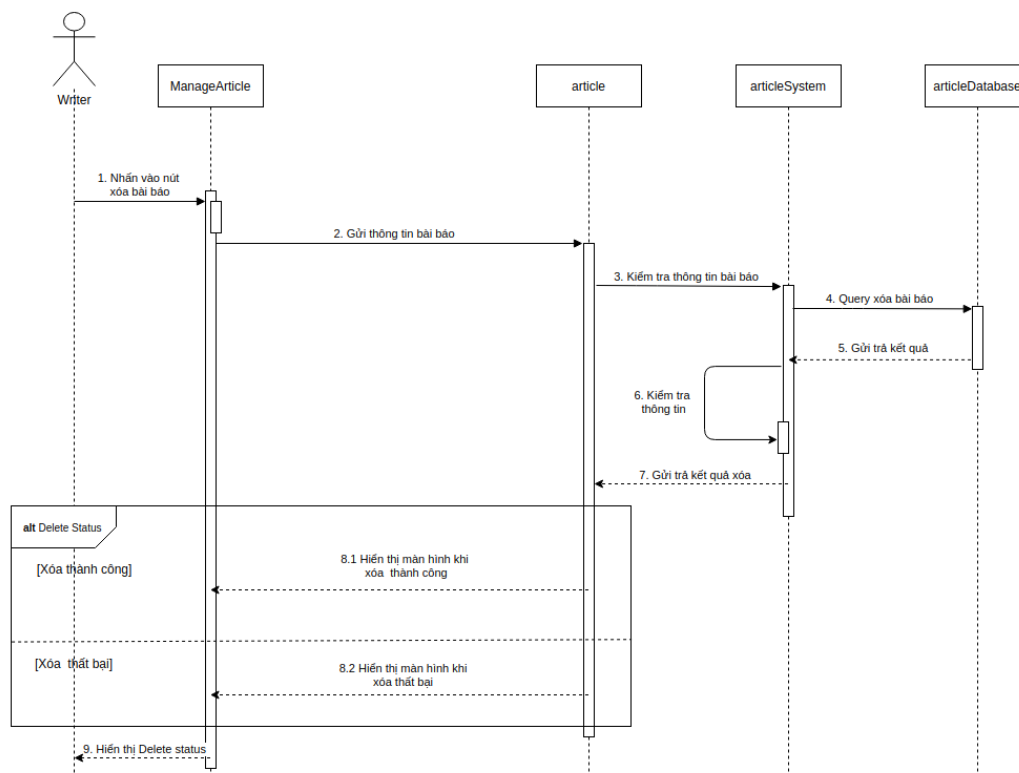 Writer
ManageArticle
article
articleSystem
articleDatabase
1. Nhấn vào nút
xóa bài báo
2. Gửi thông tin bài báo
3. Kiểm tra thông tin bài báo
4. Query xóa bài báo
5. Gửi trả kết quả
6. Kiểm tra
thông tin
7. Gửi trả kết quả xóa
alt Delete Status
[Xóa thành công]
8.1 Hiển thị màn hình khi
xóa thành công
[Xóa thất bại]
8.2 Hiển thị màn hình khi
xóa thất bại
9. Hiển thị Delete status